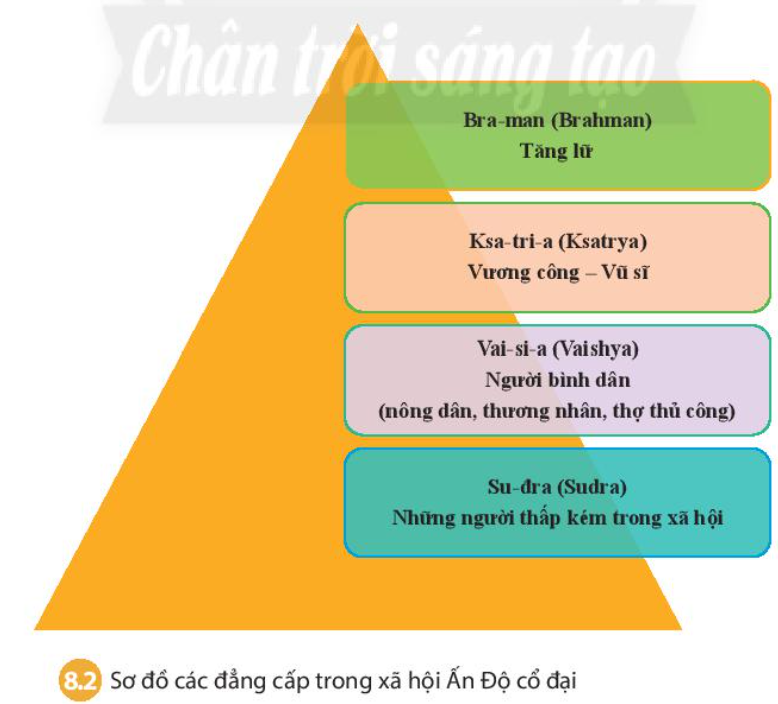 Chân trời sáng tạo
Bra-man (Brahman)
Tăng lữ
Ksa-tri-a (Ksatrya)
Vương công – Vũ sĩ
Vai-si-a (Vaishya)
Người bình dân
(nông dân, thương nhân, thợ thủ công)
Su-đra (Sudra)
Những người thấp kém trong xã hội
8.2 Sơ đồ các đẳng cấp trong xã hội Ấn Độ cổ đại